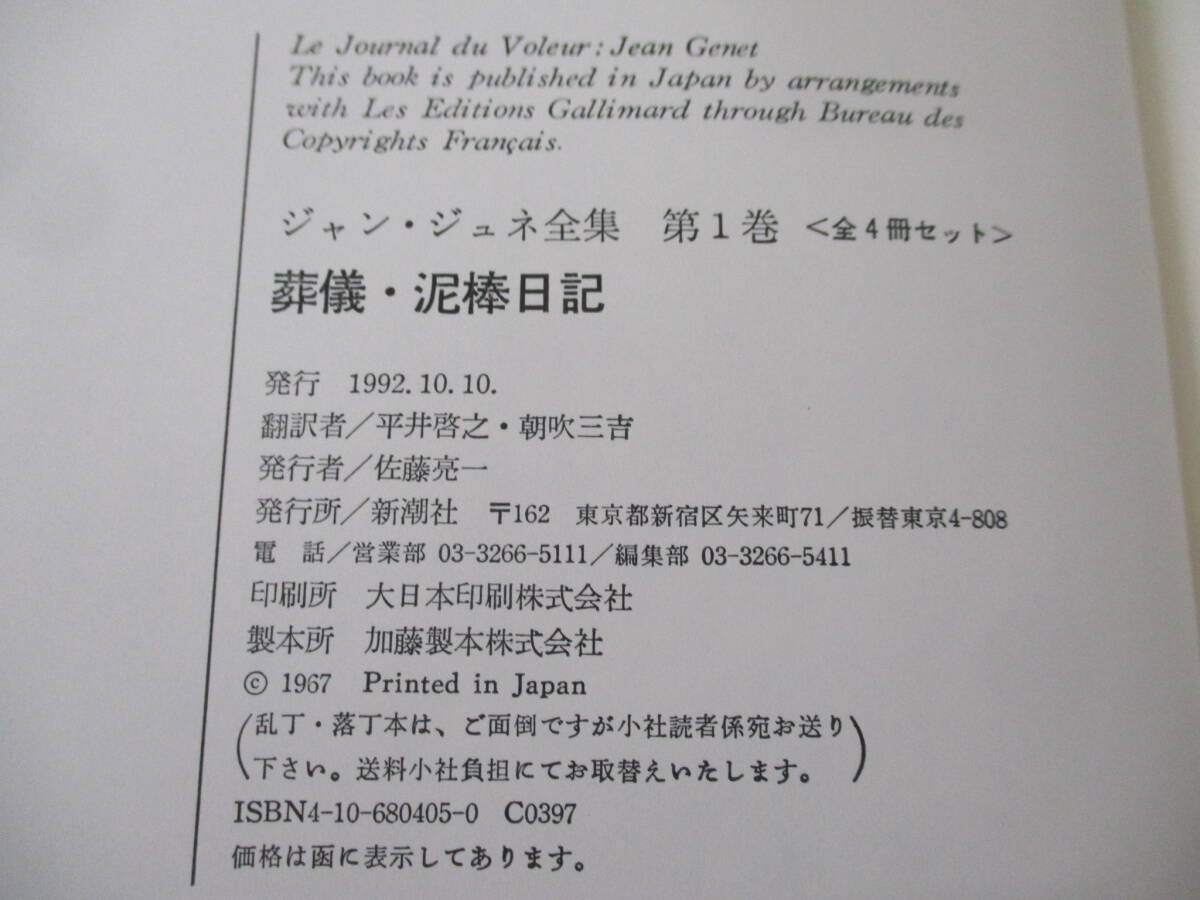 Le Journal du Voleur : Jean Genet
This book is published in Japan by arrangements
with Les Editions Gallimard through Bureau des
Copyrights Français.
ジャン・ジュネ全集　第1巻　<全4冊セット>
葬儀・泥棒日記
発行　1992.10.10.
翻訳者／平井啓之・朝吹三吉
発行者／佐藤亮一
発行所／新潮社　〒162　東京都新宿区矢来町71／振替東京4-808
電　話／営業部 03-3266-5111／編集部 03-3266-5411
印刷所　大日本印刷株式会社
製本所　加藤製本株式会社
© 1967　Printed in Japan
(乱丁・落丁本は、ご面倒ですが小社読者係宛お送り
下さい。送料小社負担にてお取替えいたします。)
ISBN4-10-680405-0　C0397
価格は函に表示してあります。